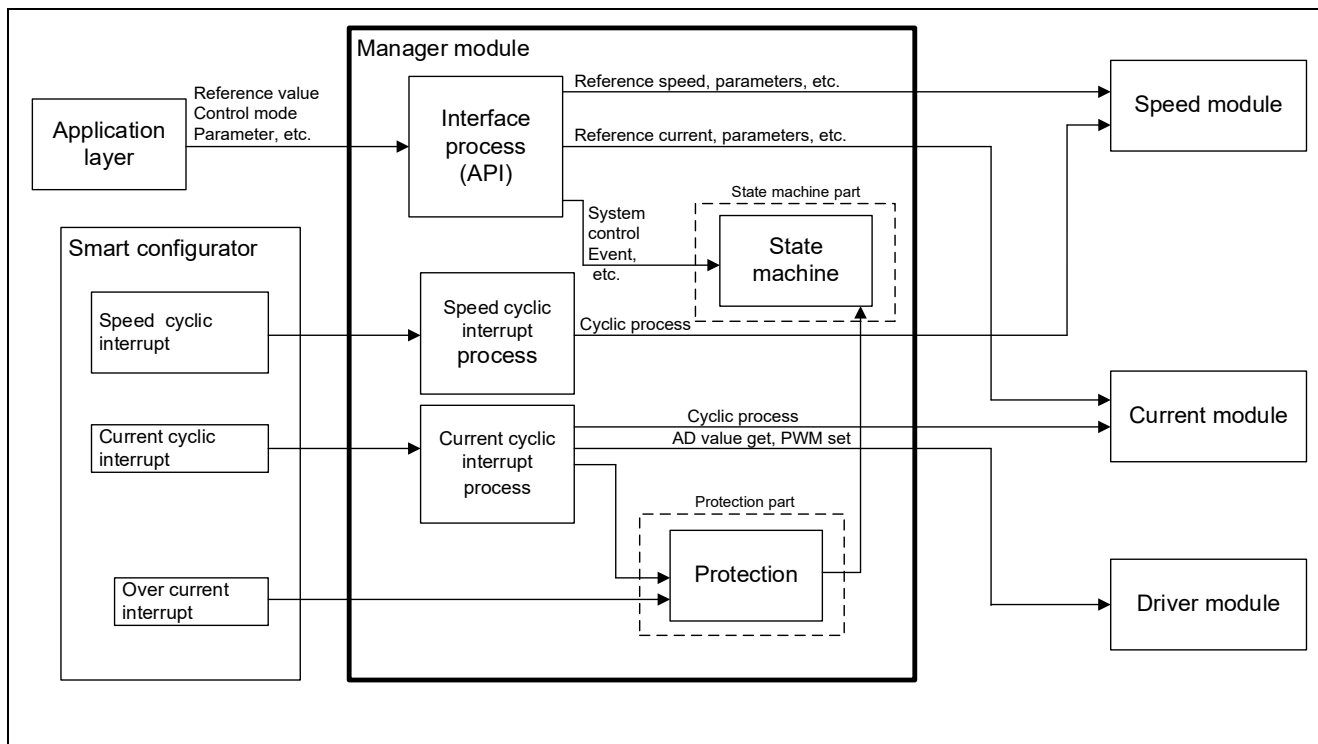 Manager module
Reference value
Control mode
Parameter, etc.
Application
layer
Interface
process
(API)
Reference speed, parameters, etc.
Reference current, parameters, etc.
Speed module
System
control
Event,
etc.
State machine part
State
machine
Smart configurator
Speed cyclic
interrupt
Speed cyclic
interrupt
process
Cyclic process
Current cyclic
interrupt
Current cyclic
interrupt
process
Cyclic process
AD value get, PWM set
Current module
Protection part
Protection
Over current
interrupt
Driver module